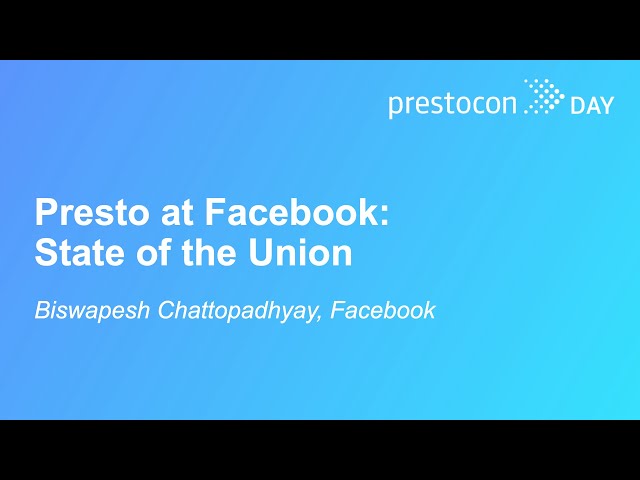 prestocon DAY
Presto at Facebook:
State of the Union
Biswapesh Chattopadhyay, Facebook